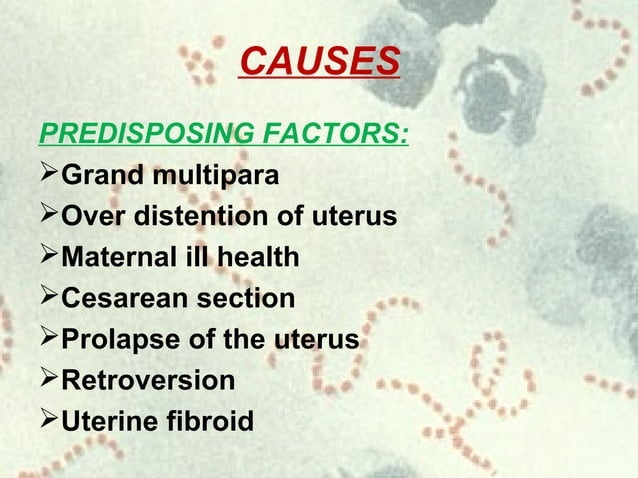 CAUSES
PREDISPOSING FACTORS:
➢Grand multipara
➢Over distention of uterus
➢Maternal ill health
➢Cesarean section
➢Prolapse of the uterus
➢Retroversion
➢Uterine fibroid